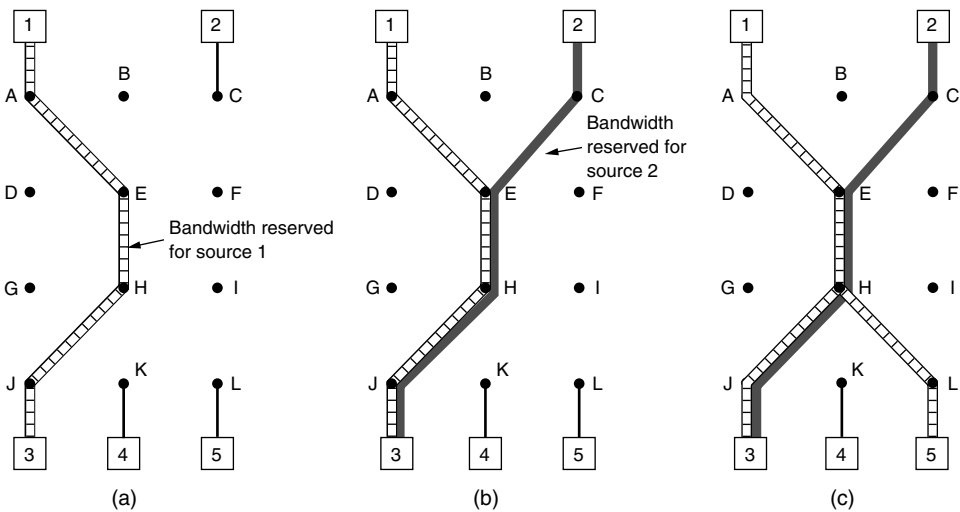 1 2 1 2 1 2
B B B
A C A C A C
Bandwidth
reserved for
source 2
D E F D E F D E F
Bandwidth reserved
for source 1
G H I G H I G H I
J K L J K L J K L
3 4 5 3 4 5 3 4 5
(a) (b) (c)